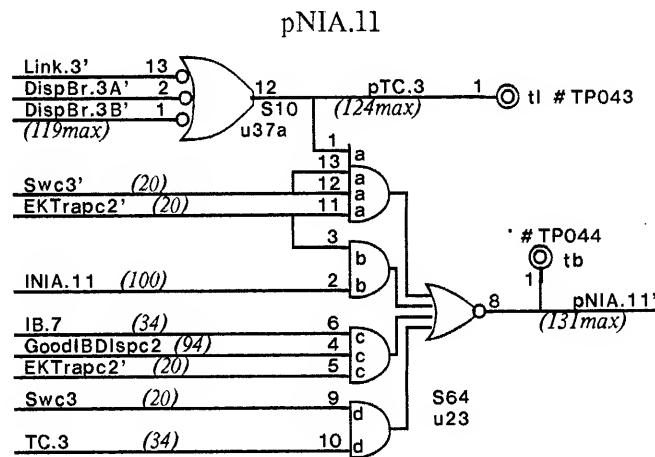 pNIA.11
Link.3' 13
DispBr.3A' 2
DispBr.3B' 1
(119max)
12
S10
u37a
pTC.3
(124max)
1
tl # TP043
1 a
13 a
Swc3' (20) 12 a
EKTrapc2' (20) 11 a
3 b
INIA.11 (100) 2 b
# TP044
tb
1
8
pNIA.11'
(131max)
IB.7 (34) 6 c
GoodIBDIspc2 (94) 4 c
EKTrapc2' (20) 5 c
Swc3 (20) 9 d
TC.3 (34) 10 d
S64
u23